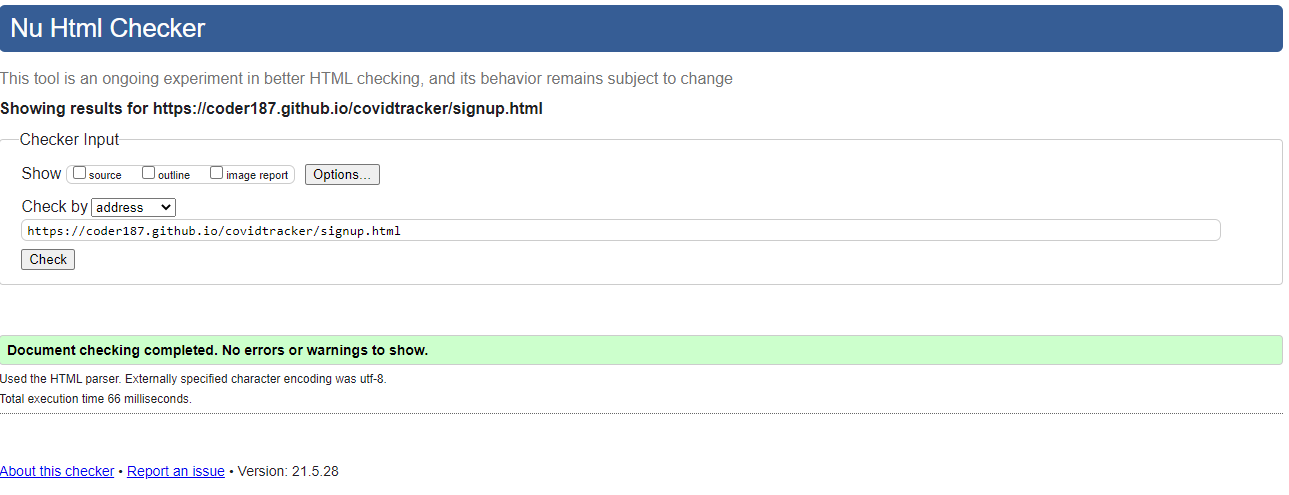 Nu Html Checker
This tool is an ongoing experiment in better HTML checking, and its behavior remains subject to change
Showing results for https://coder187.github.io/covidtracker/signup.html
Checker Input
Show source outline image report Options...
Check by address
https://coder187.github.io/covidtracker/signup.html
Check
Document checking completed. No errors or warnings to show.
Used the HTML parser. Externally specified character encoding was utf-8.
Total execution time 66 milliseconds.
About this checker • Report an issue • Version: 21.5.28